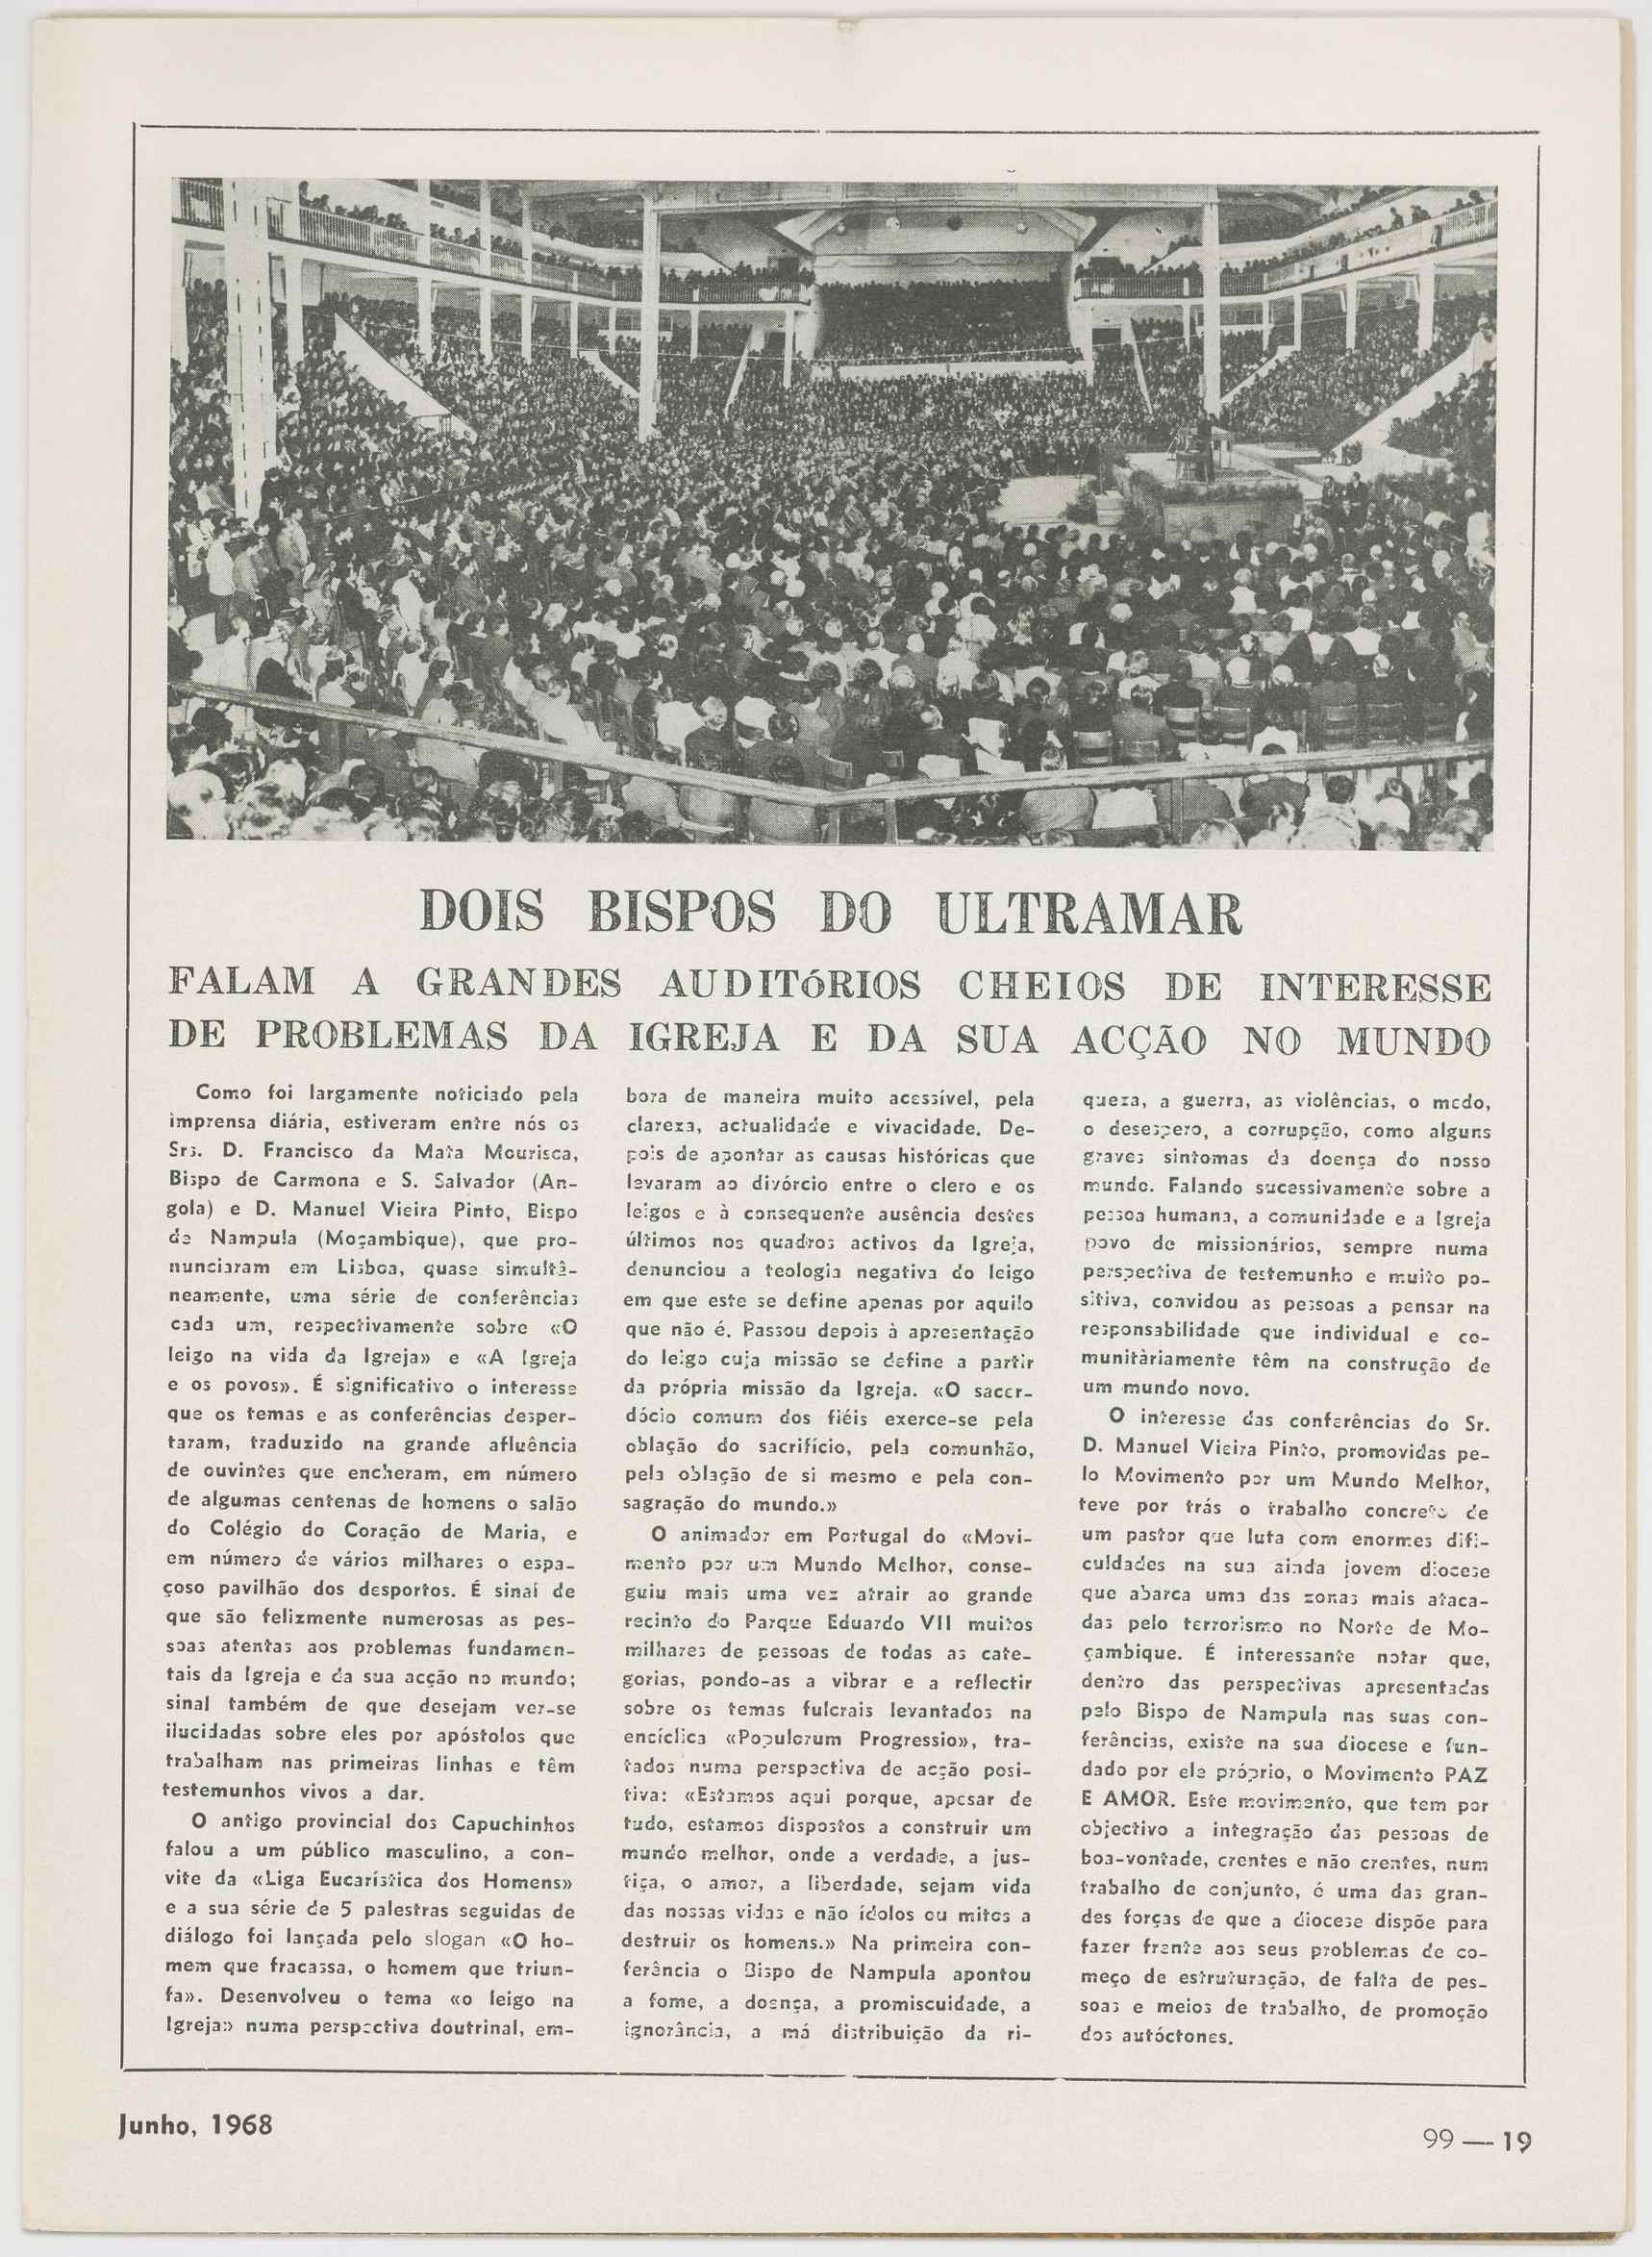 DOIS BISPOS DO ULTRAMAR
FALAM A GRANDES AUDITÓRIOS CHEIOS DE INTERESSE
DE PROBLEMAS DA IGREJA E DA SUA ACÇÃO NO MUNDO
Como foi largamente noticiado pela
imprensa diária, estiveram entre nós os
Srs. D. Francisco da Mata Mourisca,
Bispo de Carmona e S. Salvador (An-
gola) e D. Manuel Vieira Pinto, Bispo
de Nampula (Moçambique), que pro-
nunciaram em Lisboa, quase simultâ-
neamente, uma série de conferências
cada um, respectivamente sobre «O
leigo na vida da Igreja» e «A Igreja
e os povos». É significativo o interesse
que os temas e as conferências desper-
taram, traduzido na grande afluência
de ouvintes que encheram, em número
de algumas centenas de homens o salão
do Colégio do Coração de Maria, e
em número de vários milhares o espa-
çoso pavilhão dos desportos. É sinal de
que são felizmente numerosas as pes-
soas atentas aos problemas fundamen-
tais da Igreja e da sua acção no mundo;
sinal também de que desejam ver-se
ilucidadas sobre eles por apóstolos que
trabalham nas primeiras linhas e têm
testemunhos vivos a dar.
O antigo provincial dos Capuchinhos
falou a um público masculino, a con-
vite da «Liga Eucarística dos Homens»
e a sua série de 5 palestras seguidas de
diálogo foi lançada pelo slogan «O ho-
mem que fracassa, o homem que triun-
fa». Desenvolveu o tema «o leigo na
Igreja» numa perspectiva doutrinal, em-
bora de maneira muito acessível, pela
clareza, actualidade e vivacidade. De-
pois de apontar as causas históricas que
levaram ao divórcio entre o clero e os
leigos e à consequente ausência destes
últimos nos quadros activos da Igreja,
denunciou a teologia negativa do leigo
em que este se define apenas por aquilo
que não é. Passou depois à apresentação
do leigo cuja missão se define a partir
da própria missão da Igreja. «O sacer-
dócio comum dos fiéis exerce-se pela
oblação do sacrifício, pela comunhão,
pela oblação de si mesmo e pela con-
sagração do mundo.»
O animador em Portugal do «Movi-
mento por um Mundo Melhor, conse-
guiu mais uma vez atrair ao grande
recinto do Parque Eduardo VII muitos
milhares de pessoas de todas as cate-
gorias, pondo-as a vibrar e a reflectir
sobre os temas fulcrais levantados na
encíclica «Populorum Progressio», tra-
tados numa perspectiva de acção posi-
tiva: «Estamos aqui porque, apesar de
tudo, estamos dispostos a construir um
mundo melhor, onde a verdade, a jus-
tiça, o amor, a liberdade, sejam vida
das nossas vidas e não ídolos ou mitos a
destruir os homens.» Na primeira con-
ferência o Bispo de Nampula apontou
a fome, a doença, a promiscuidade, a
ignorância, a má distribuição da ri-
queza, a guerra, as violências, o medo,
o desespero, a corrupção, como alguns
graves sintomas da doença do nosso
mundo. Falando sucessivamente sobre a
pessoa humana, a comunidade e a Igreja
povo de missionários, sempre numa
perspectiva de testemunho e muito po-
sitiva, convidou as pessoas a pensar na
responsabilidade que individual e co-
munitàriamente têm na construção de
um mundo novo.
O interesse das conferências do Sr.
D. Manuel Vieira Pinto, promovidas pe-
lo Movimento por um Mundo Melhor,
teve por trás o trabalho concreto de
um pastor que luta com enormes difi-
culdades na sua ainda jovem diocese
que abarca uma das zonas mais ataca-
das pelo terrorismo no Norte de Mo-
çambique. É interessante notar que,
dentro das perspectivas apresentadas
pelo Bispo de Nampula nas suas con-
ferências, existe na sua diocese e fun-
dado por ele próprio, o Movimento PAZ
E AMOR. Este movimento, que tem por
objectivo a integração das pessoas de
boa-vontade, crentes e não crentes, num
trabalho de conjunto, é uma das gran-
des forças de que a diocese dispõe para
fazer frente aos seus problemas de co-
meço de estruturação, de falta de pes-
soas e meios de trabalho, de promoção
dos autóctones.
Junho, 1968
99 — 19